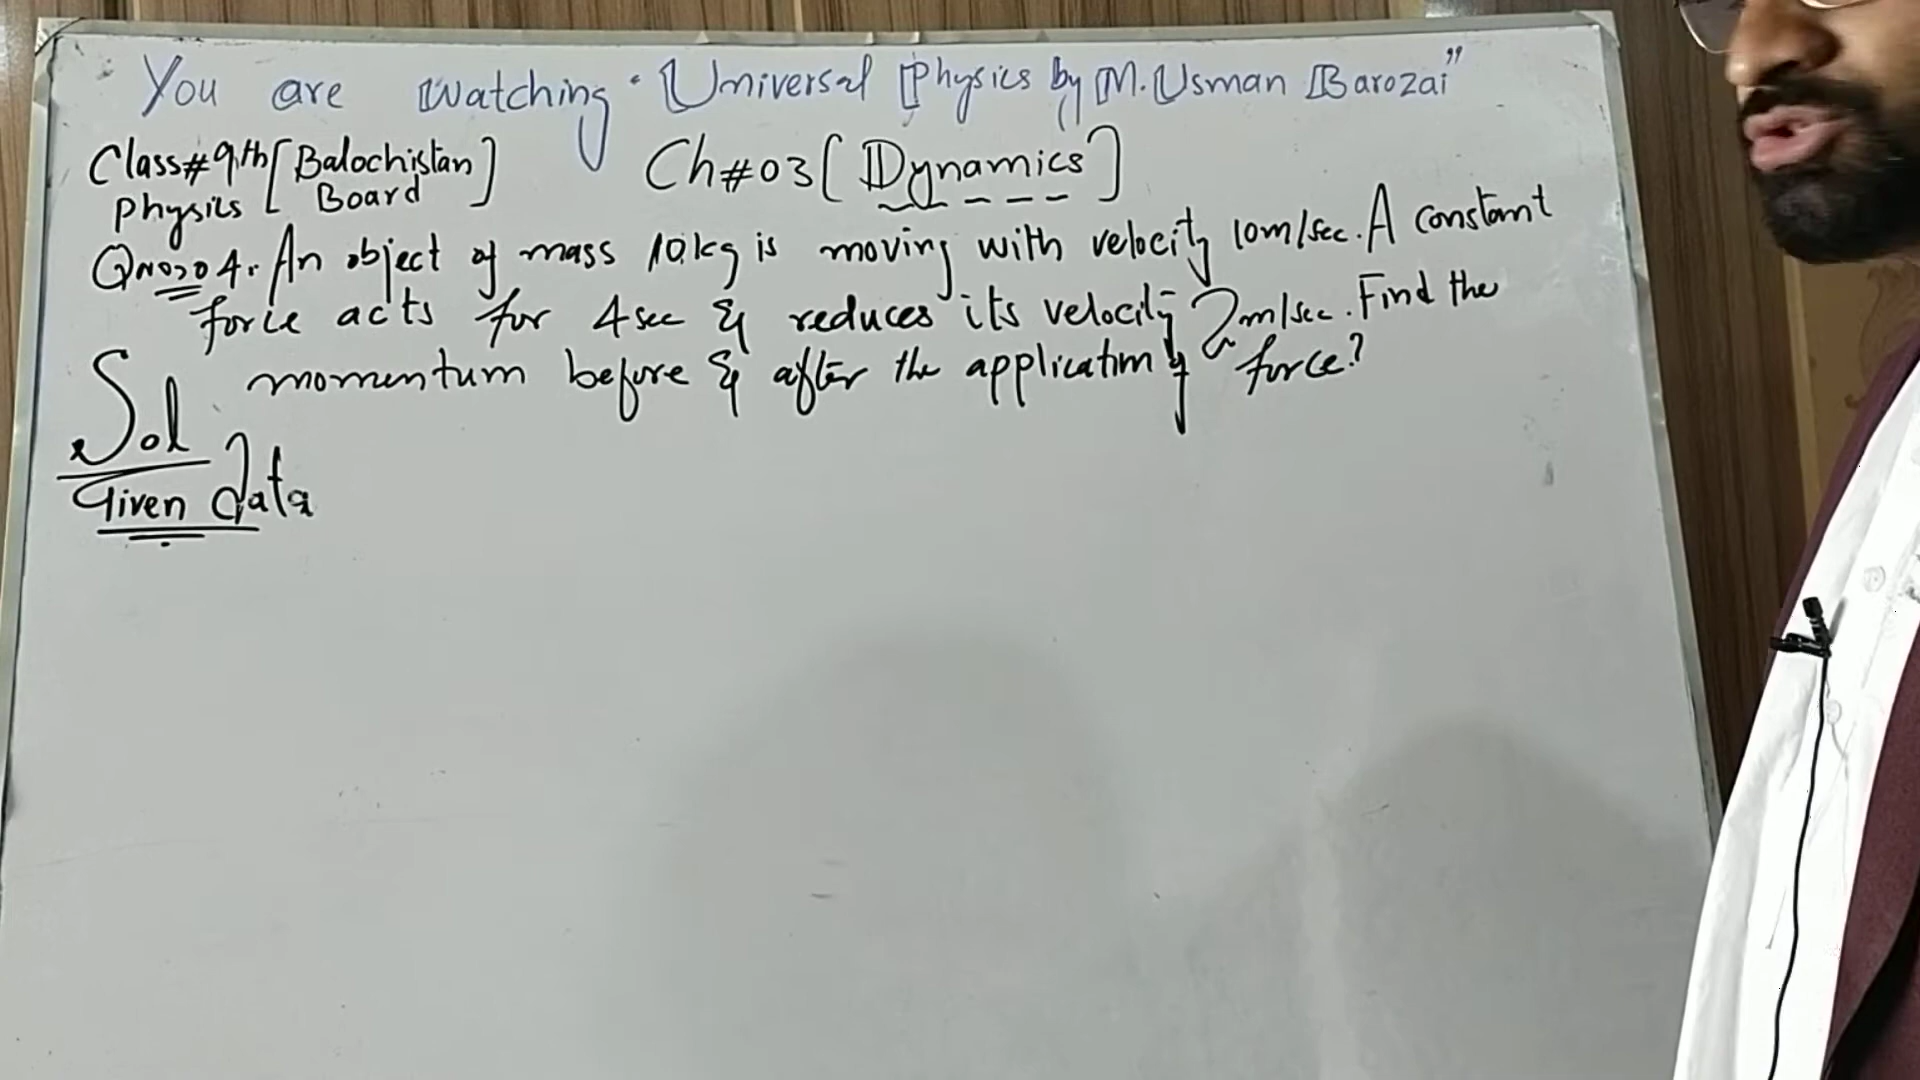 You are watching "Universal Physics by M. Usman Barozai"
Class#9th [Balochistan Board] Ch#03 [Dynamics]
Physics
QNo:04. An object of mass 10kg is moving with velocity 10m/sec. A constant
force acts for 4sec & reduces its velocity 2m/sec. Find the
momentum before & after the application of force?
Sol
Given data